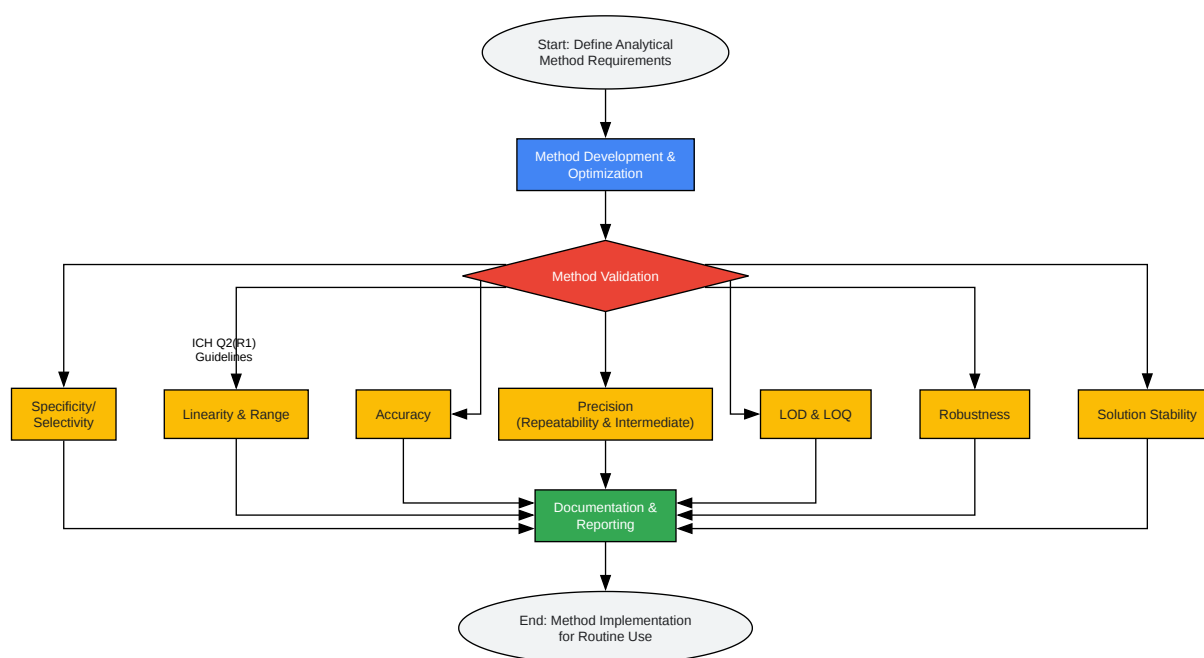 Start: Define Analytical
Method Requirements
Method Development &
Optimization
Method Validation
ICH Q2(R1)
Guidelines
Specificity/
Selectivity
Linearity & Range
Accuracy
Precision
(Repeatability & Intermediate)
LOD & LOQ
Robustness
Solution Stability
Documentation &
Reporting
End: Method Implementation
for Routine Use